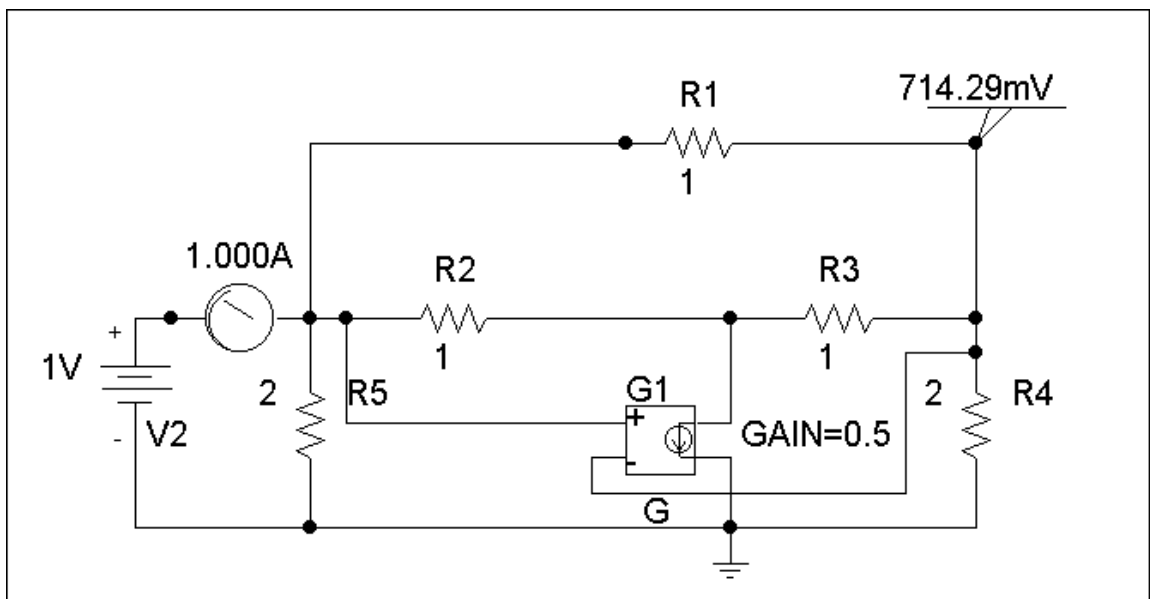 714.29mV
R1
1
1.000A
R2
R3
+
1V
1
1
-
V2
2
R5
G1
+
-
GAIN=0.5
G
2
R4